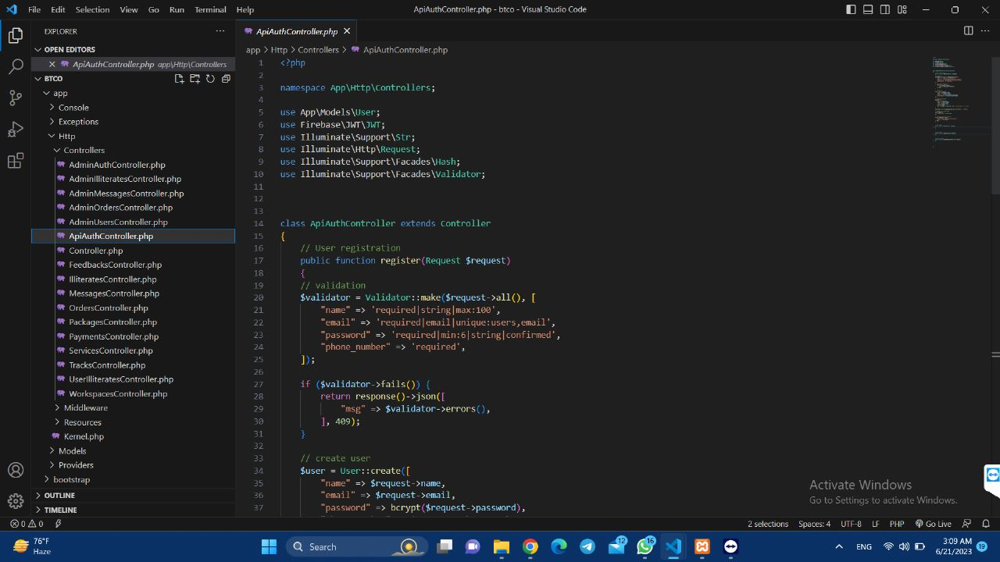 File Edit Selection View Go Run Terminal Help
ApiAuthController.php - btco - Visual Studio Code
EXPLORER
OPEN EDITORS
ApiAuthController.php app\Http\Controllers
BTCO
app
Console
Exceptions
Http
Controllers
AdminAuthController.php
AdminIlliteratesController.php
AdminMessagesController.php
AdminOrdersController.php
AdminUsersController.php
ApiAuthController.php
Controller.php
FeedbacksController.php
IlliteratesController.php
MessagesController.php
OrdersController.php
PackagesController.php
PaymentsController.php
ServicesController.php
TracksController.php
UserIlliteratesController.php
WorkspacesController.php
Middleware
Resources
Kernel.php
Models
Providers
bootstrap
OUTLINE
TIMELINE
ApiAuthController.php
app > Http > Controllers > ApiAuthController.php
1 <?php
2
3 namespace App\Http\Controllers;
4
5 use App\Models\User;
6 use Firebase\JWT\JWT;
7 use Illuminate\Support\Str;
8 use Illuminate\Http\Request;
9 use Illuminate\Support\Facades\Hash;
10 use Illuminate\Support\Facades\Validator;
11
12
13
14 class ApiAuthController extends Controller
15 {
16 // User registration
17 public function register(Request $request)
18 {
19 // validation
20 $validator = Validator::make($request->all(), [
21 "name" => 'required|string|max:100',
22 "email" => 'required|email|unique:users,email',
23 "password" => 'required|min:6|string|confirmed',
24 "phone_number" => 'required',
25 ]);
26
27 if ($validator->fails()) {
28 return response()->json([
29 "msg" => $validator->errors(),
30 ], 409);
31 }
32
33 // create user
34 $user = User::create([
35 "name" => $request->name,
36 "email" => $request->email,
37 "password" => bcrypt($request->password),
Activate Windows
Go to Settings to activate Windows.
0 0
2 selections Spaces: 4 UTF-8 LF PHP Go Live
76°F
Haze
Search
12
16
ENG
3:09 AM
6/21/2023
19